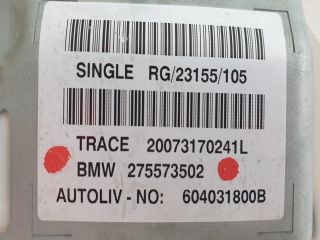 SINGLE RG/23155/105
TRACE 20073170241L
BMW 275573502
AUTOLIV - NO: 604031800B